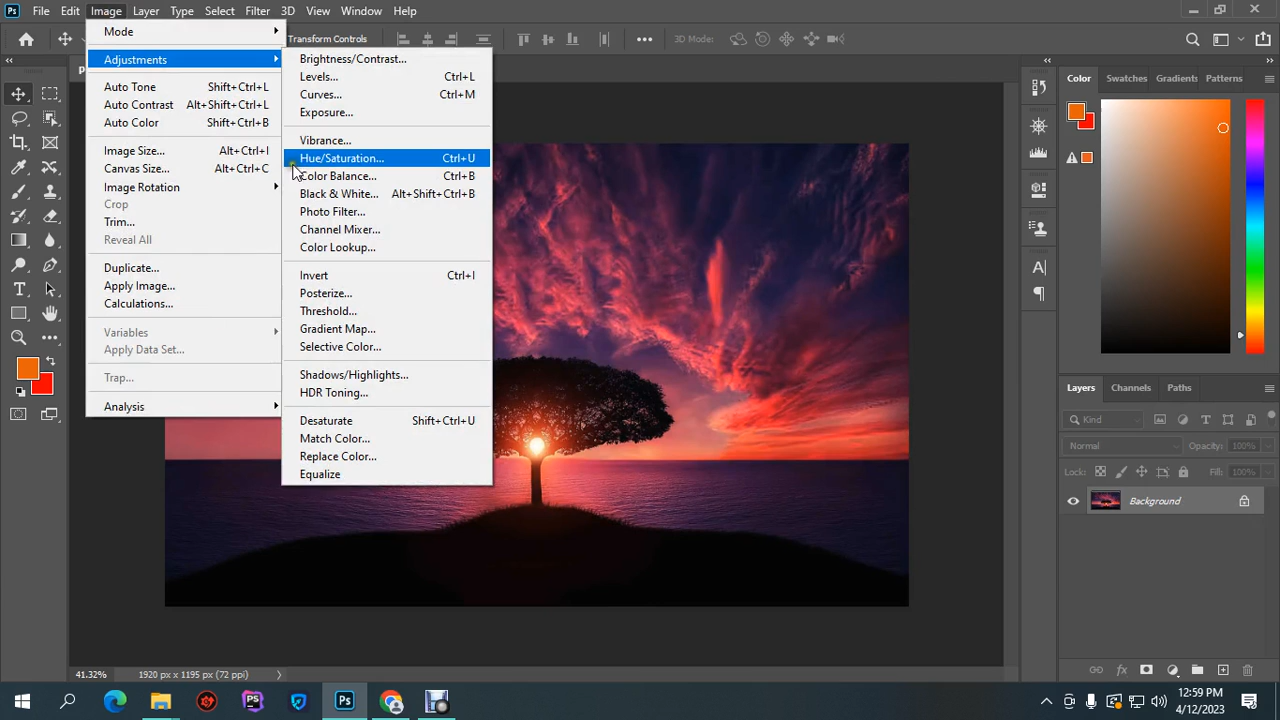 Ps File Edit Image Layer Type Select Filter 3D View Window Help
Transform Controls 3D Mode:
Mode
Adjustments
Auto Tone Shift+Ctrl+L
Auto Contrast Alt+Shift+Ctrl+L
Auto Color Shift+Ctrl+B
Image Size... Alt+Ctrl+I
Canvas Size... Alt+Ctrl+C
Image Rotation
Crop
Trim...
Reveal All
Duplicate...
Apply Image...
Calculations...
Variables
Apply Data Set...
Trap...
Analysis
Brightness/Contrast...
Levels... Ctrl+L
Curves... Ctrl+M
Exposure...
Vibrance...
Hue/Saturation... Ctrl+U
Color Balance... Ctrl+B
Black & White... Alt+Shift+Ctrl+B
Photo Filter...
Channel Mixer...
Color Lookup...
Invert Ctrl+I
Posterize...
Threshold...
Gradient Map...
Selective Color...
Shadows/Highlights...
HDR Toning...
Desaturate Shift+Ctrl+U
Match Color...
Replace Color...
Equalize
Color Swatches Gradients Patterns
Layers Channels Paths
Kind
Normal Opacity: 100%
Lock: Fill: 100%
Background
41.32% 1920 px x 1195 px (72 ppi)
PS Ps
12:59 PM
4/12/2023